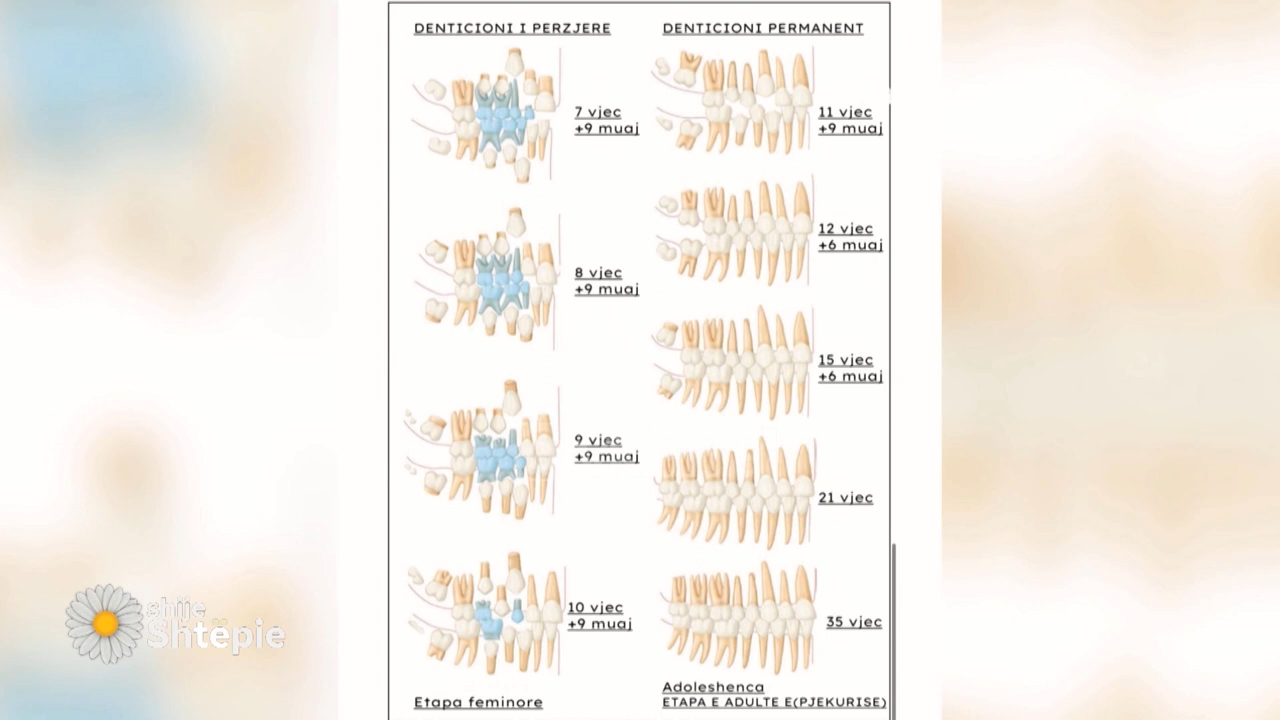 DENTICIONI I PERZJERE
7 vjec
+9 muaj
8 vjec
+9 muaj
9 vjec
+9 muaj
10 vjec
+9 muaj
Etapa feminore
DENTICIONI PERMANENT
11 vjec
+9 muaj
12 vjec
+6 muaj
15 vjec
+6 muaj
21 vjec
35 vjec
Adoleshenca
ETAPA E ADULTE E(PJEKURISE)
Shtëpie